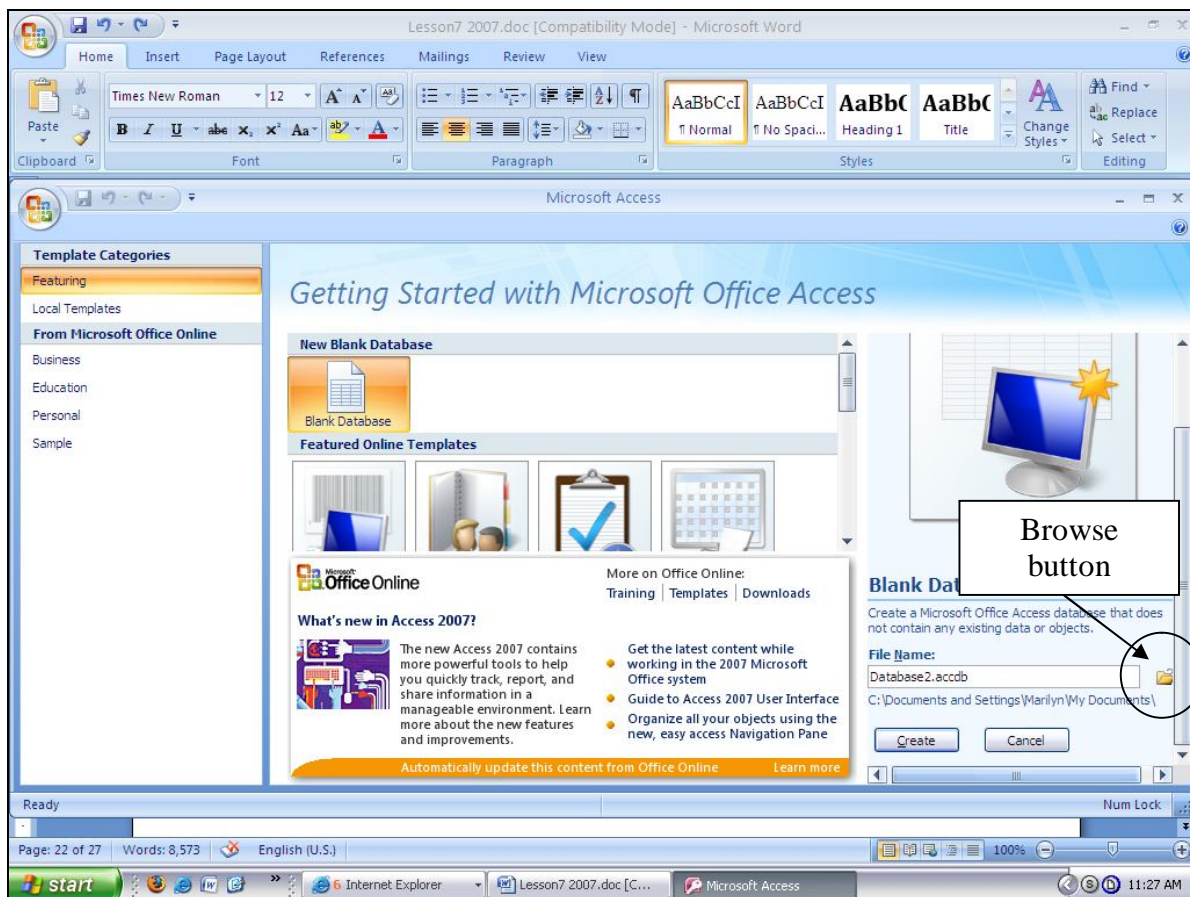 Lesson7 2007.doc [Compatibility Mode] - Microsoft Word
Home Insert Page Layout References Mailings Review View
Paste
Times New Roman 12
B I U abc x₂ x² Aa ab A
AaBbCcI AaBbCcI AaBbC AaBbC
¶ Normal ¶ No Spaci... Heading 1 Title
Change Styles
Find
Replace
Select
Clipboard Font Paragraph Styles Editing
Microsoft Access
Template Categories
Featuring
Local Templates
From Microsoft Office Online
Business
Education
Personal
Sample
Getting Started with Microsoft Office Access
New Blank Database
Blank Database
Featured Online Templates
Microsoft
Office Online
More on Office Online:
Training | Templates | Downloads
What's new in Access 2007?
The new Access 2007 contains
more powerful tools to help
you quickly track, report, and
share information in a
manageable environment. Learn
more about the new features
and improvements.
Get the latest content while
working in the 2007 Microsoft
Office system
Guide to Access 2007 User Interface
Organize all your objects using the
new, easy access Navigation Pane
Automatically update this content from Office Online Learn more
Browse
button
Blank Dat
Create a Microsoft Office Access database that does
not contain any existing data or objects.
File Name:
Database2.accdb
C:\Documents and Settings\Marilyn\My Documents\
Create Cancel
Ready Num Lock
Page: 22 of 27 Words: 8,573 English (U.S.) 100%
start 6 Internet Explorer Lesson7 2007.doc [C... Microsoft Access 11:27 AM